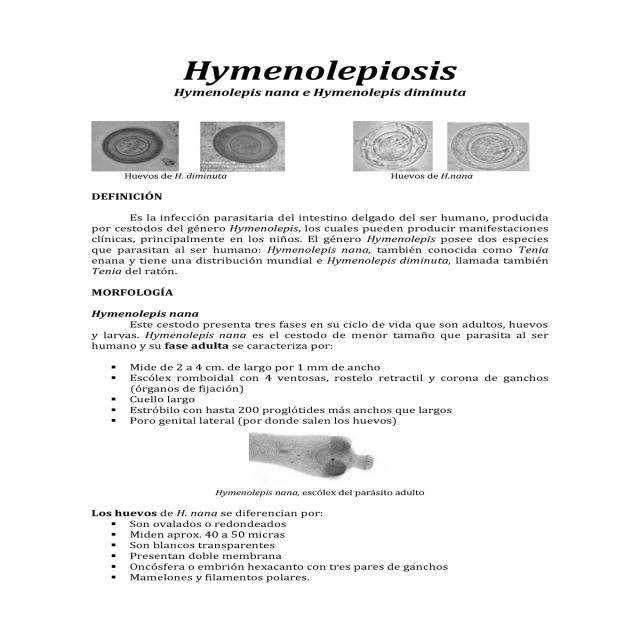 Hymenolepiosis
Hymenolepis nana e Hymenolepis diminuta
Huevos de H. diminuta
Huevos de H.nana
DEFINICIÓN
Es la infección parasitaria del intestino delgado del ser humano, producida
por cestodos del género Hymenolepis, los cuales pueden producir manifestaciones
clínicas, principalmente en los niños. El género Hymenolepis posee dos especies
que parasitan al ser humano: Hymenolepis nana, también conocida como Tenia
enana y tiene una distribución mundial e Hymenolepis diminuta, llamada también
Tenia del ratón.
MORFOLOGÍA
Hymenolepis nana
Este cestodo presenta tres fases en su ciclo de vida que son adultos, huevos
y larvas. Hymenolepis nana es el cestodo de menor tamaño que parasita al ser
humano y su fase adulta se caracteriza por:
▪ Mide de 2 a 4 cm. de largo por 1 mm de ancho
▪ Escólex romboidal con 4 ventosas, rostelo retractil y corona de ganchos
(órganos de fijación)
▪ Cuello largo
▪ Estróbilo con hasta 200 proglótides más anchos que largos
▪ Poro genital lateral (por donde salen los huevos)
Hymenolepis nana, escólex del parásito adulto
Los huevos de H. nana se diferencian por:
▪ Son ovalados o redondeados
▪ Miden aprox. 40 a 50 micras
▪ Son blancos transparentes
▪ Presentan doble membrana
▪ Oncósfera o embrión hexacanto con tres pares de ganchos
▪ Mamelones y filamentos polares.